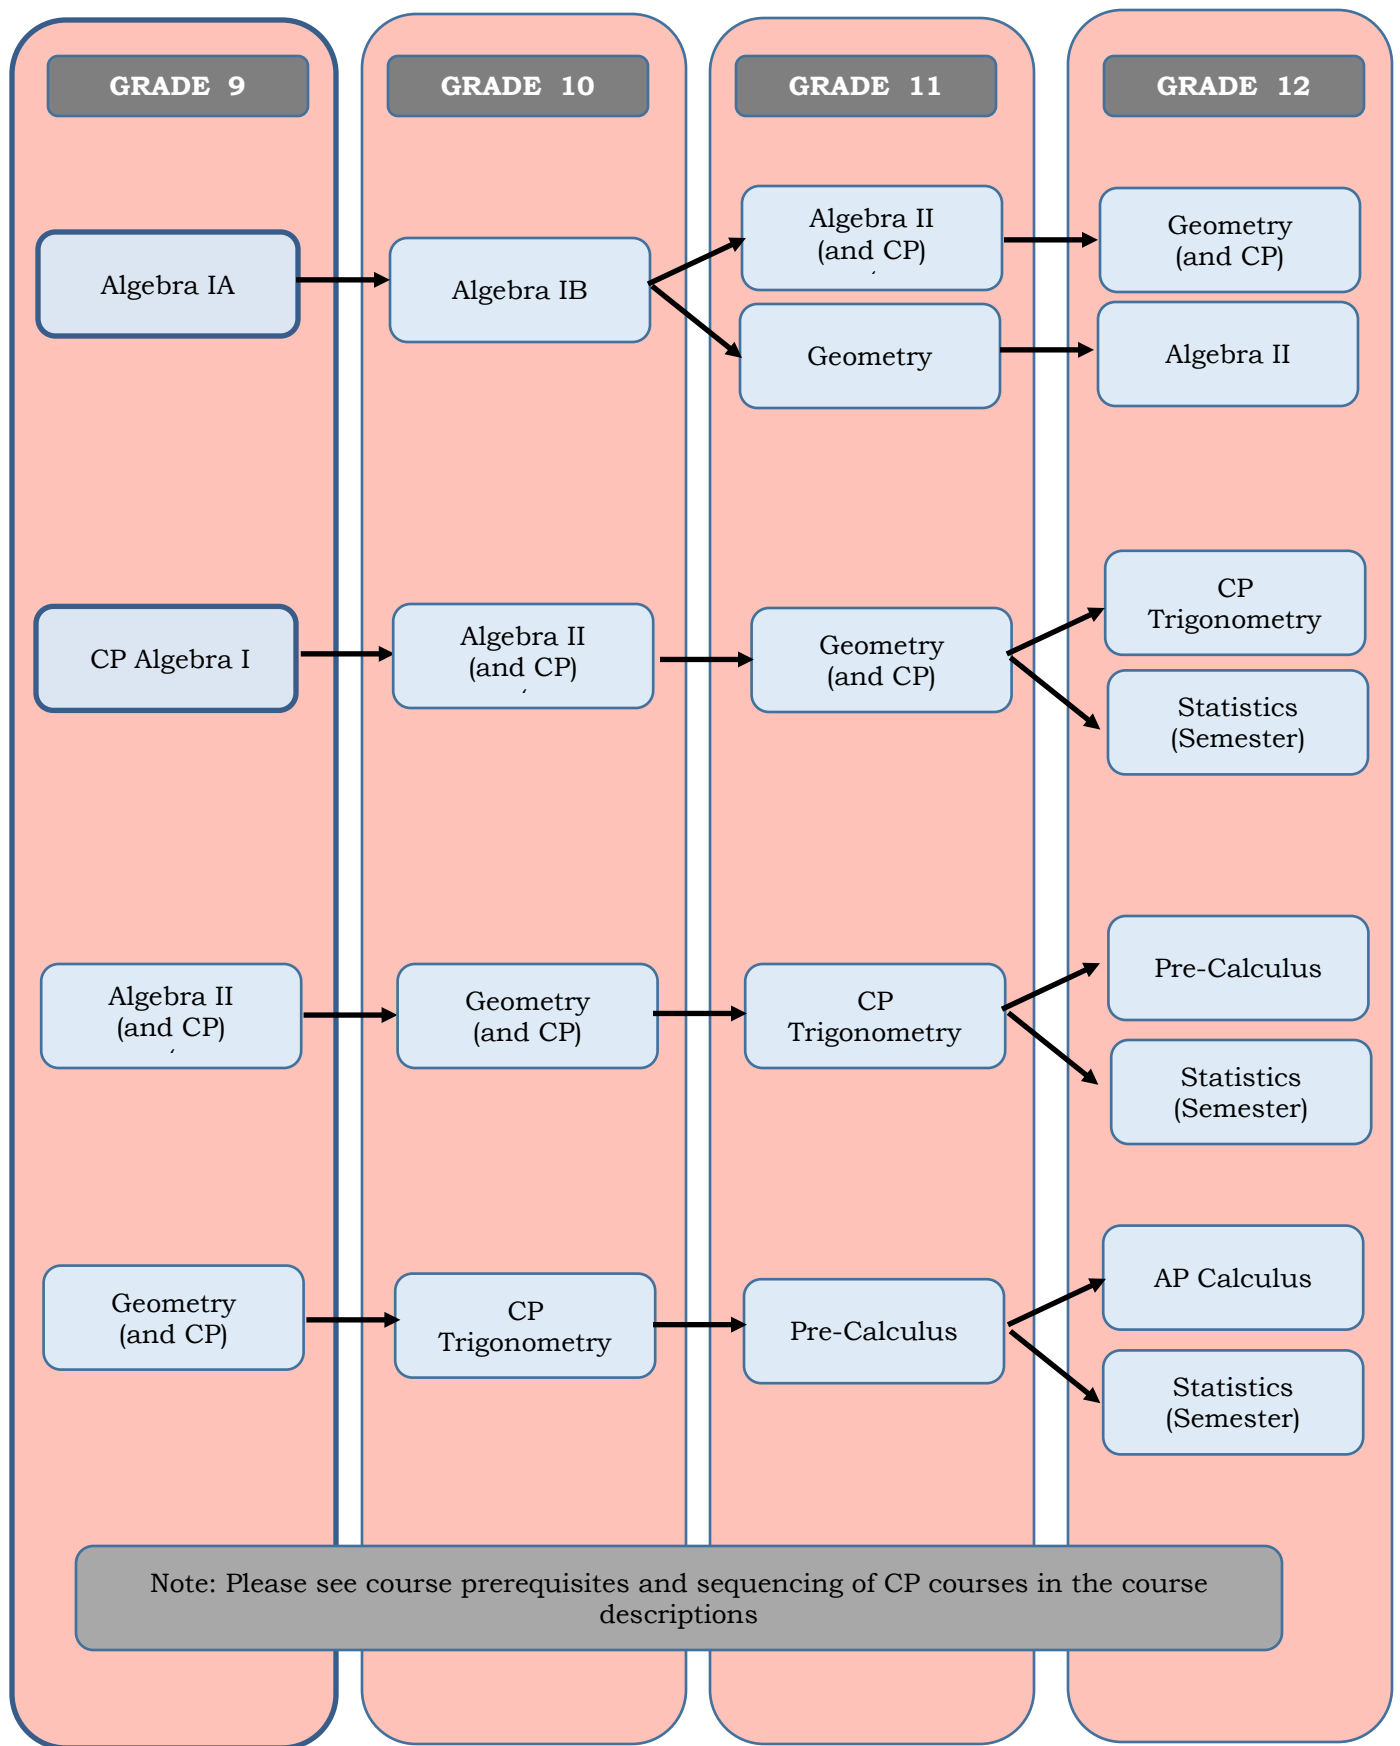 GRADE 9
GRADE 10
GRADE 11
GRADE 12
Algebra IA
Algebra IB
Algebra II
(and CP)
Geometry
(and CP)
Geometry
Algebra II
CP Algebra I
Algebra II
(and CP)
Geometry
(and CP)
CP
Trigonometry
Statistics
(Semester)
Algebra II
(and CP)
Geometry
(and CP)
CP
Trigonometry
Pre-Calculus
Statistics
(Semester)
Geometry
(and CP)
CP
Trigonometry
Pre-Calculus
AP Calculus
Statistics
(Semester)
Note: Please see course prerequisites and sequencing of CP courses in the course
descriptions